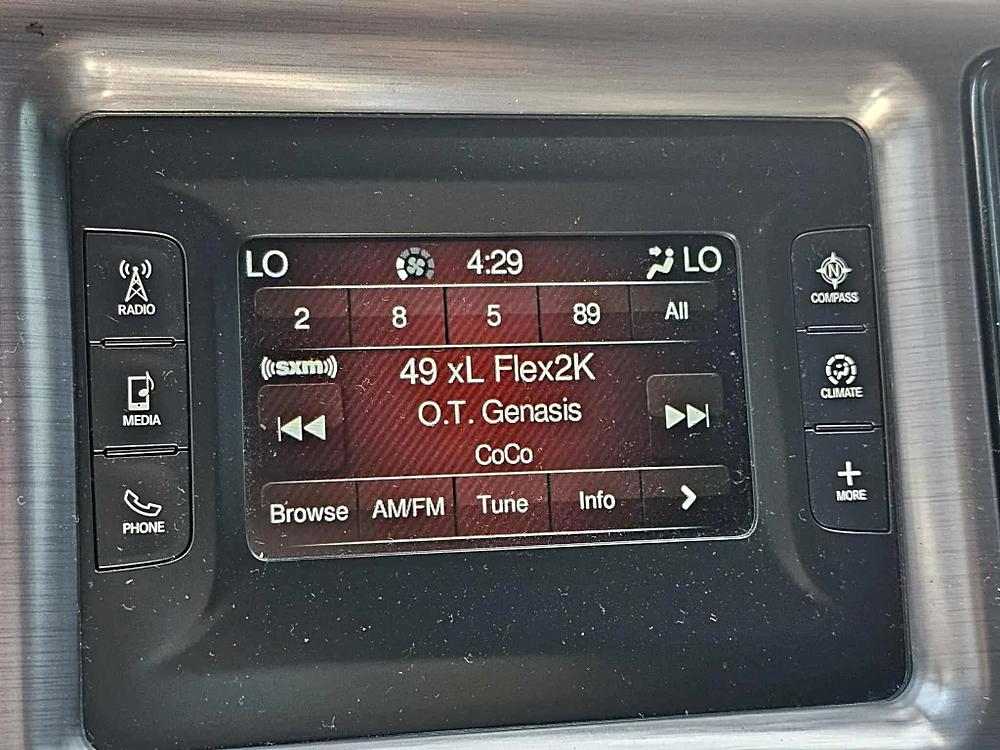 LO 4:29 LO
2 8 5 89 All
((sxm))
49 xL Flex2K
O.T. Genasis
CoCo
Browse AM/FM Tune Info
RADIO
MEDIA
PHONE
N
COMPASS
CLIMATE
MORE